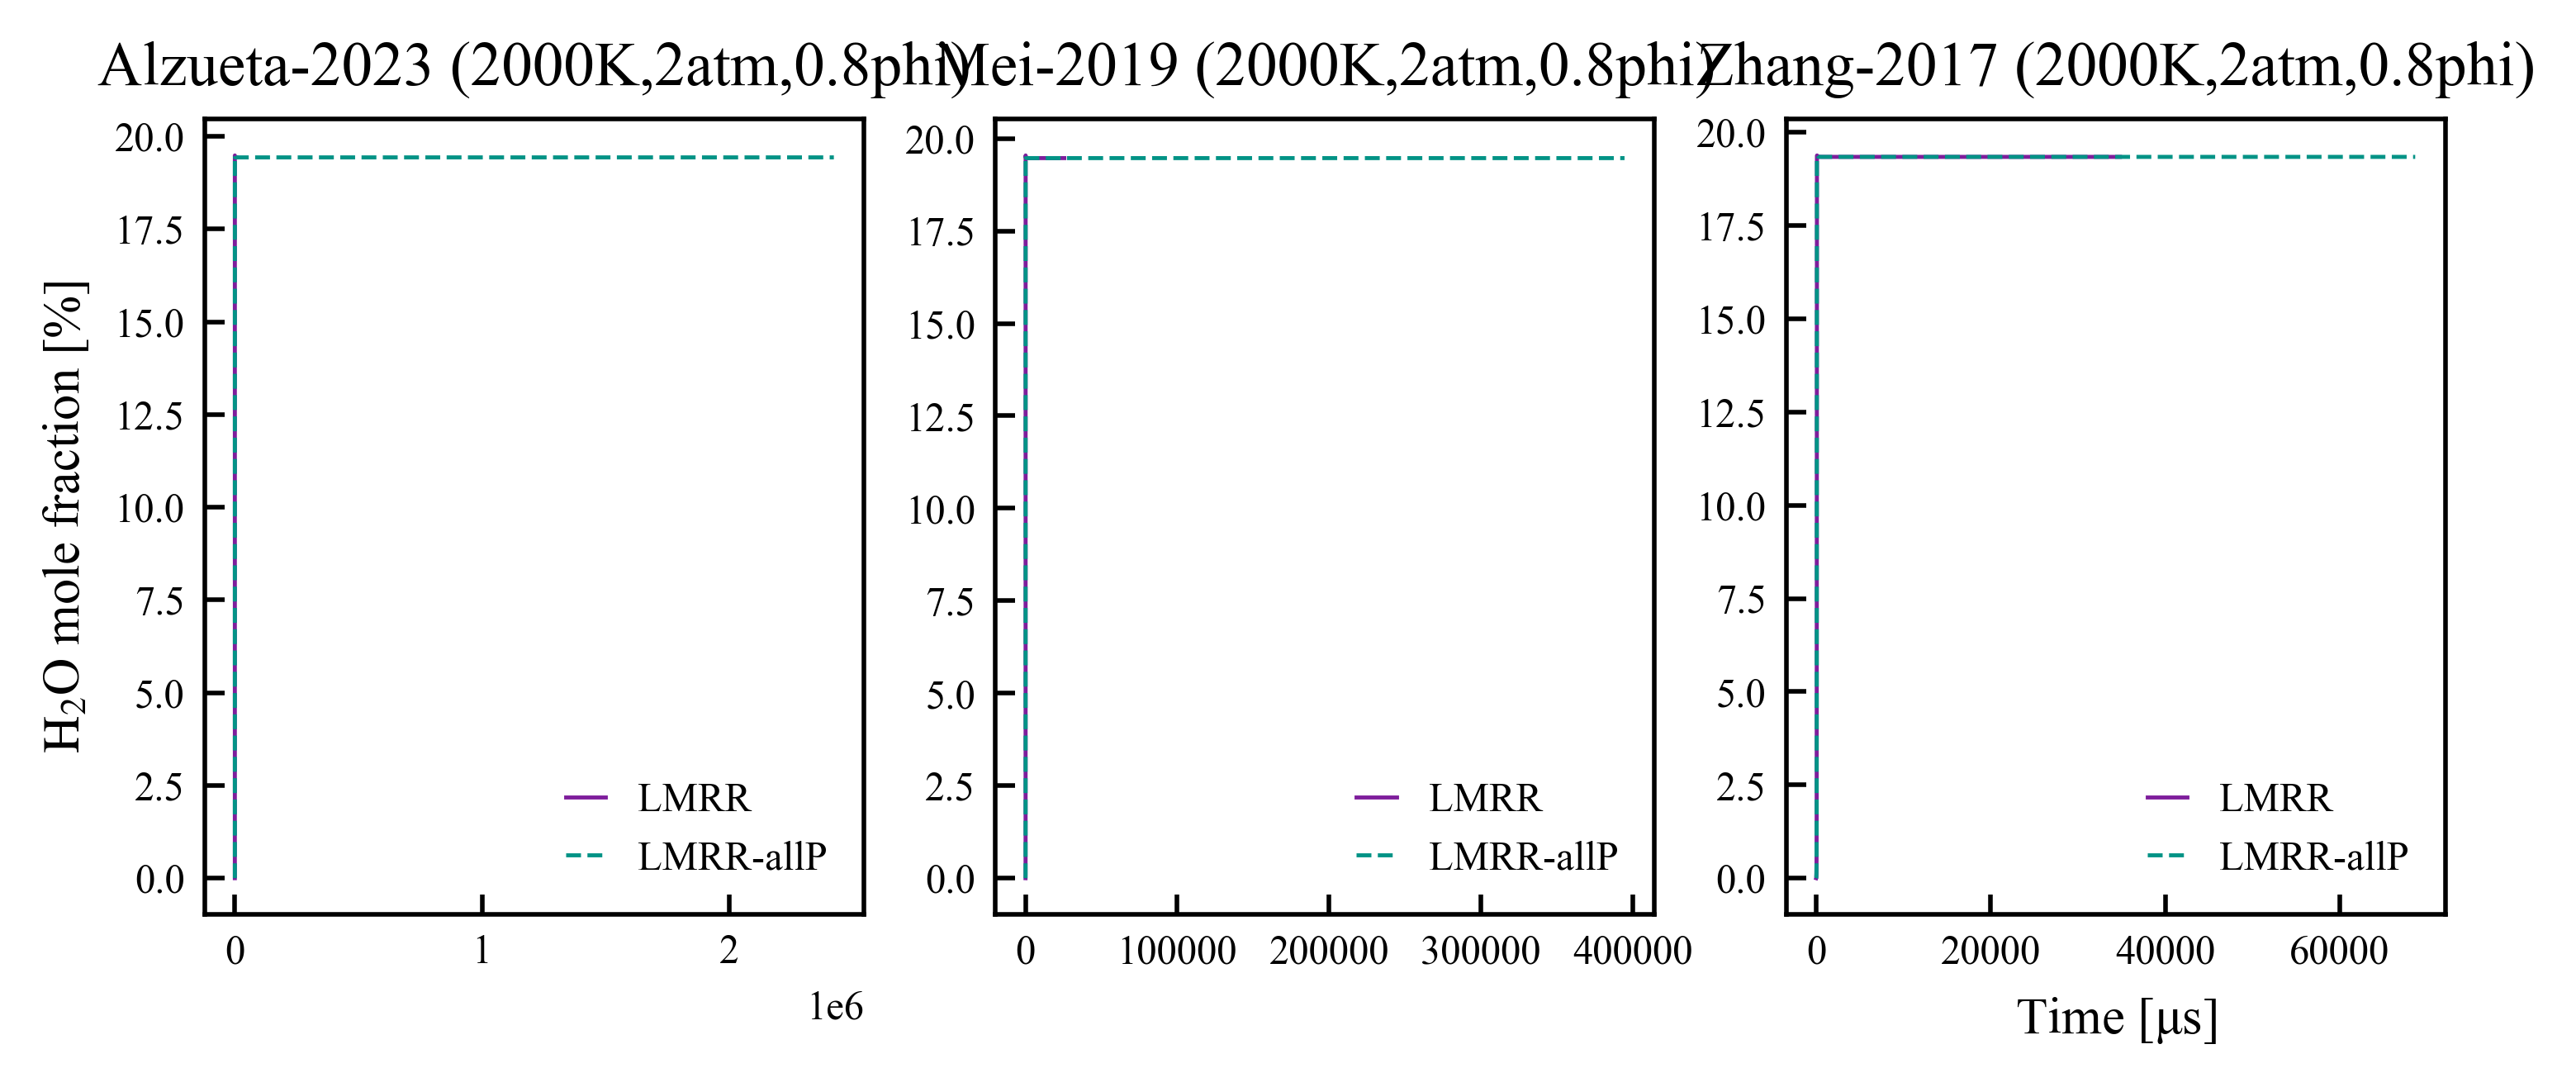 Alzueta-2023 (2000K,2atm,0.8phi)
Mei-2019 (2000K,2atm,0.8phi)
Zhang-2017 (2000K,2atm,0.8phi)
H₂O mole fraction [%]
20.0
17.5
15.0
12.5
10.0
7.5
5.0
2.5
0.0
LMRR
LMRR-allP
0 1 2
1e6
20.0
17.5
15.0
12.5
10.0
7.5
5.0
2.5
0.0
LMRR
LMRR-allP
0 100000 200000 300000 400000
20.0
17.5
15.0
12.5
10.0
7.5
5.0
2.5
0.0
LMRR
LMRR-allP
0 20000 40000 60000
Time [μs]